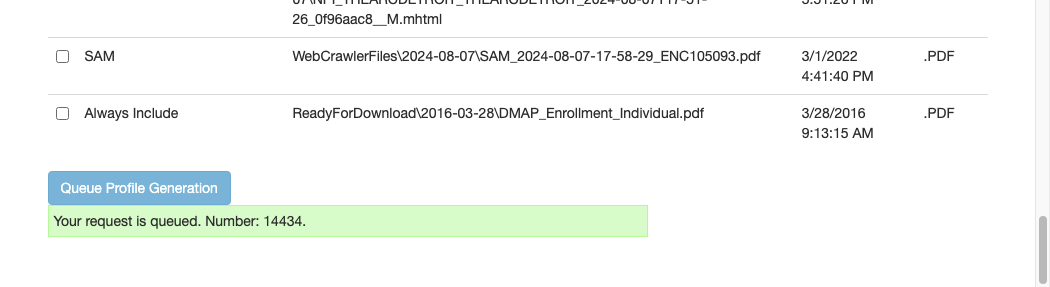 26_0f96aac8__M.mhtml
SAM WebCrawlerFiles\2024-08-07\SAM_2024-08-07-17-58-29_ENC105093.pdf 3/1/2022 .PDF
4:41:40 PM
Always Include ReadyForDownload\2016-03-28\DMAP_Enrollment_Individual.pdf 3/28/2016 .PDF
9:13:15 AM
Queue Profile Generation
Your request is queued. Number: 14434.